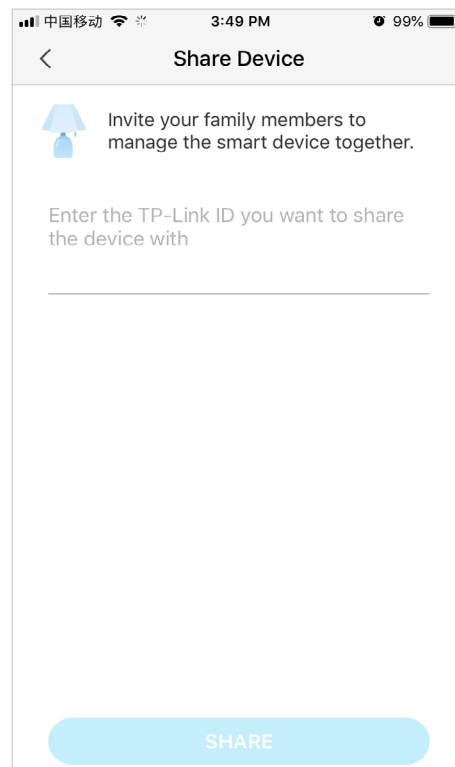 中国移动 3:49 PM 99%
Share Device
Invite your family members to
manage the smart device together.
Enter the TP-Link ID you want to share
the device with
SHARE